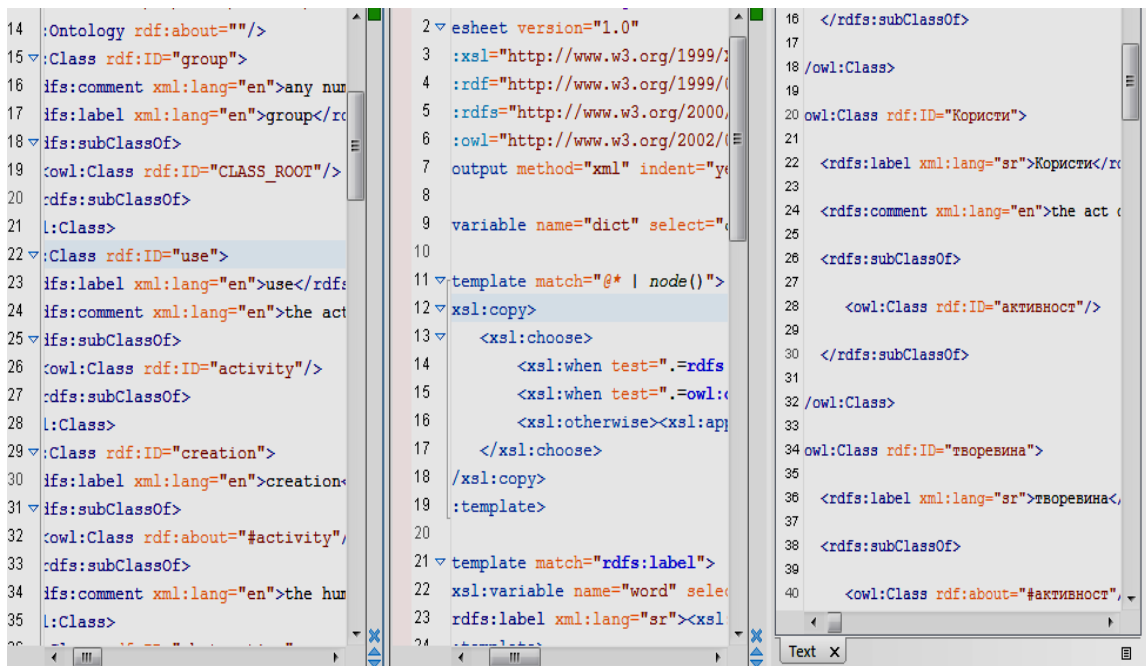 14 :Ontology rdf:about=""/>
15 :Class rdf:ID="group">
16 dfs:comment xml:lang="en">any num
17 dfs:label xml:lang="en">group</
18 dfs:subClassOf>
19 <owl:Class rdf:ID="CLASS_ROOT"/>
20 rdfs:subClassOf>
21 l:Class>
22 :Class rdf:ID="use">
23 dfs:label xml:lang="en">use</rdfs
24 dfs:comment xml:lang="en">the act
25 dfs:subClassOf>
26 <owl:Class rdf:ID="activity"/>
27 rdfs:subClassOf>
28 l:Class>
29 :Class rdf:ID="creation">
30 dfs:label xml:lang="en">creation<
31 dfs:subClassOf>
32 <owl:Class rdf:about="#activity"/
33 rdfs:subClassOf>
34 dfs:comment xml:lang="en">the hum
35 l:Class>
2 esheet version="1.0"
3 :xsl="http://www.w3.org/1999/
4 :rdf="http://www.w3.org/1999/
5 :rdfs="http://www.w3.org/2000/
6 :owl="http://www.w3.org/2002/
7 output method="xml" indent="ye
8
9 variable name="dict" select="
10
11 template match="@* | node()">
12 xsl:copy>
13 <xsl:choose>
14 <xsl:when test=".=rdfs
15 <xsl:when test=".=owl:
16 <xsl:otherwise><xsl:app
17 </xsl:choose>
18 /xsl:copy>
19 :template>
20
21 template match="rdfs:label">
22 xsl:variable name="word" sele
23 rdfs:label xml:lang="sr"><xsl
24
16 </rdfs:subClassOf>
17
18 /owl:Class>
19
20 owl:Class rdf:ID="Користи">
21
22 <rdfs:label xml:lang="sr">Користи</
23
24 <rdfs:comment xml:lang="en">the act
25
26 <rdfs:subClassOf>
27
28 <owl:Class rdf:ID="активност"/>
29
30 </rdfs:subClassOf>
31
32 /owl:Class>
33
34 owl:Class rdf:ID="творевина">
35
36 <rdfs:label xml:lang="sr">творевина</
37
38 <rdfs:subClassOf>
39
40 <owl:Class rdf:about="#активност"
Text X